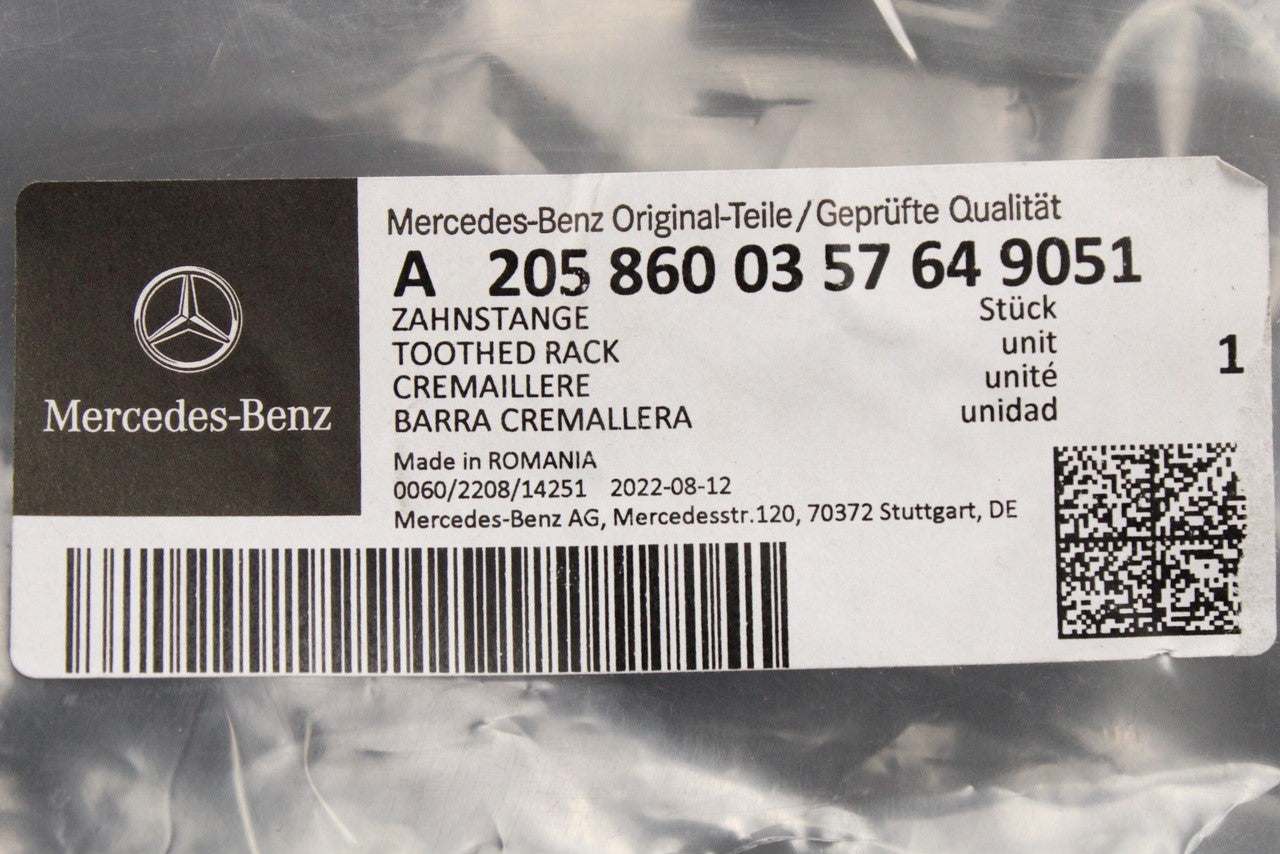 Mercedes-Benz
Mercedes-Benz Original-Teile/Geprüfte Qualität
A 205 860 03 57 64 9051
ZAHNSTANGE Stück
TOOTHED RACK unit 1
CREMAILLERE unité
BARRA CREMALLERA unidad
Made in ROMANIA
0060/2208/14251 2022-08-12
Mercedes-Benz AG, Mercedesstr.120, 70372 Stuttgart, DE